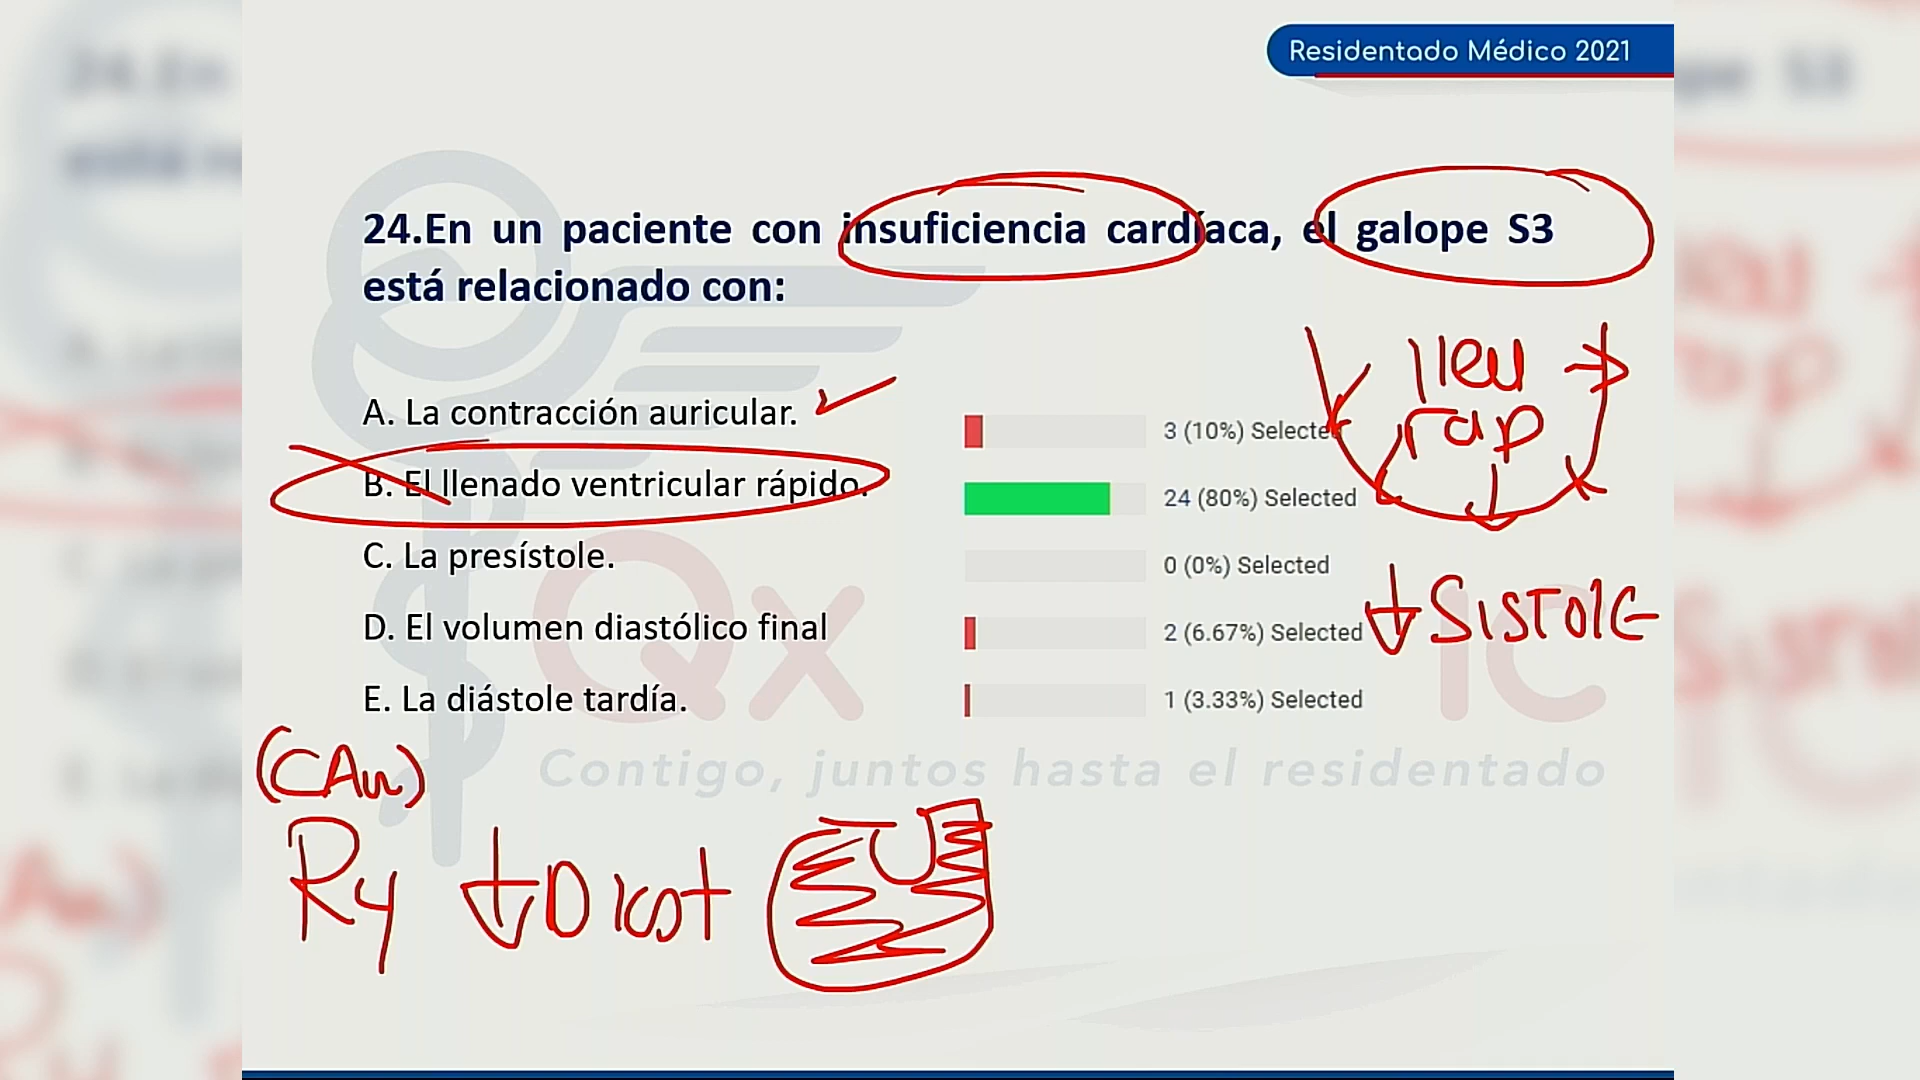 Residentado Médico 2021
24.En un paciente con insuficiencia cardíaca, el galope S3
está relacionado con:
A. La contracción auricular.
3 (10%) Selected
B. El llenado ventricular rápido.
24 (80%) Selected
C. La presístole.
0 (0%) Selected
D. El volumen diastólico final
2 (6.67%) Selected
E. La diástole tardía.
1 (3.33%) Selected
llen
rap
↓ SISTOLE
QX
IC
Contigo, juntos hasta el residentado
(CAu)
R4 ↓ Diast